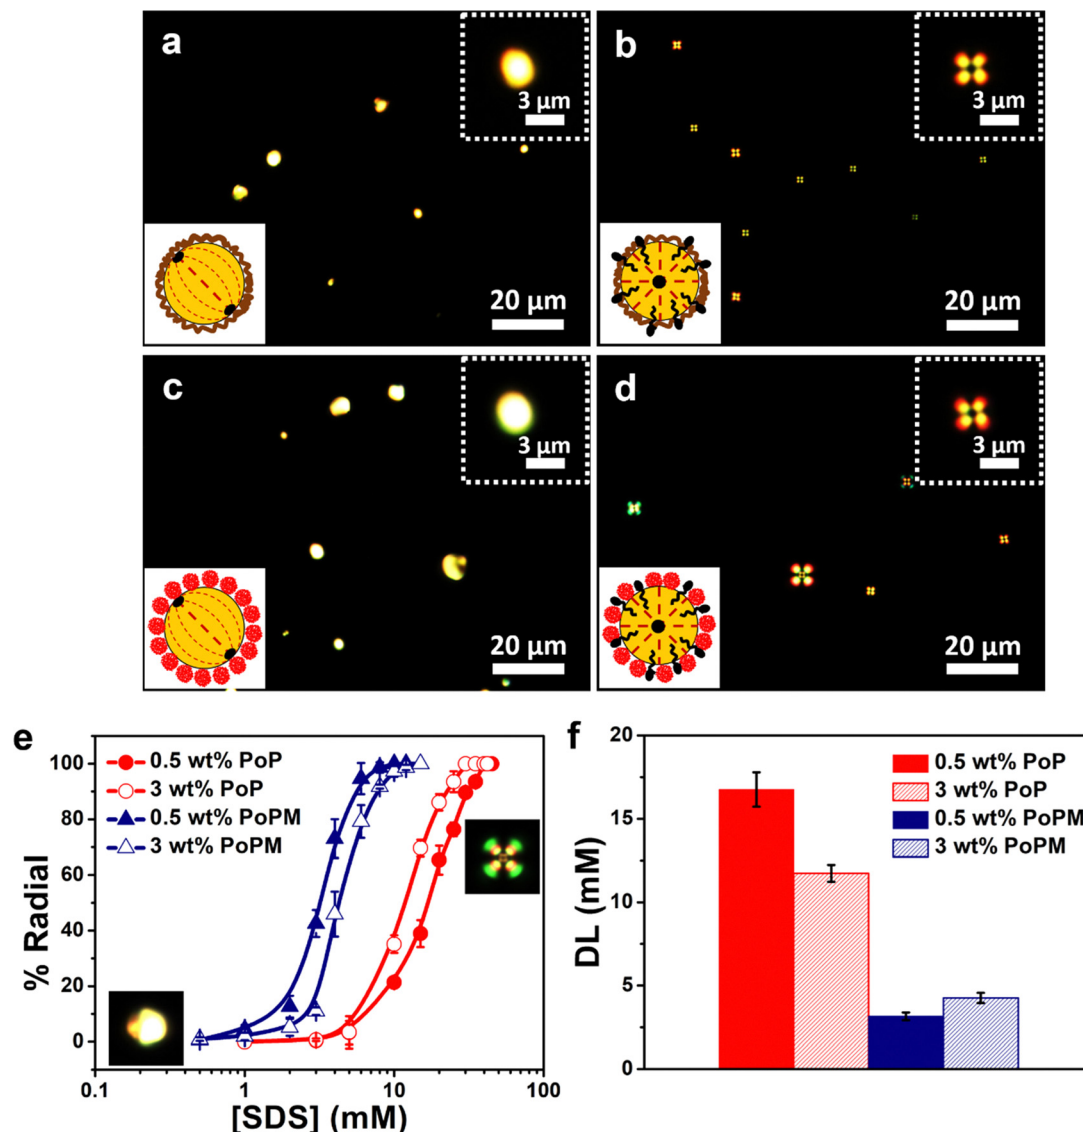 a
3 µm
20 µm
b
3 µm
20 µm
c
3 µm
20 µm
d
3 µm
20 µm
e
100
80
60
40
20
0
% Radial
0.5 wt% PoP
3 wt% PoP
0.5 wt% PoPM
3 wt% PoPM
0.1
1
10
100
[SDS] (mM)
f
20
15
10
5
0
DL (mM)
0.5 wt% PoP
3 wt% PoP
0.5 wt% PoPM
3 wt% PoPM